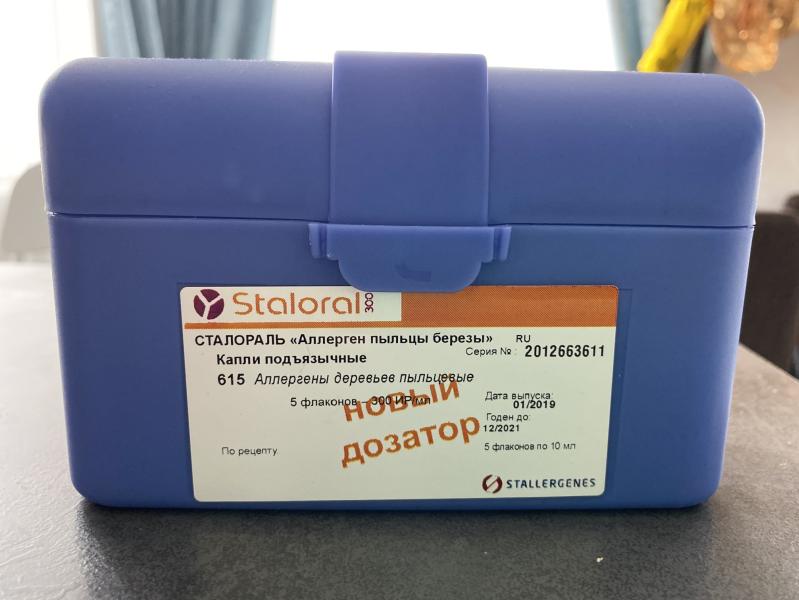 Staloral 300
СТАЛОРАЛЬ «Аллерген пыльцы березы» RU
Капли подъязычные
Серия № : 2012663611
615 Аллергены деревьев пыльцевые
5 флаконов – 300 ИР/мл
новый
дозатор
Дата выпуска:
01/2019
Годен до:
12/2021
По рецепту
5 флаконов по 10 мл
STALLERGENES